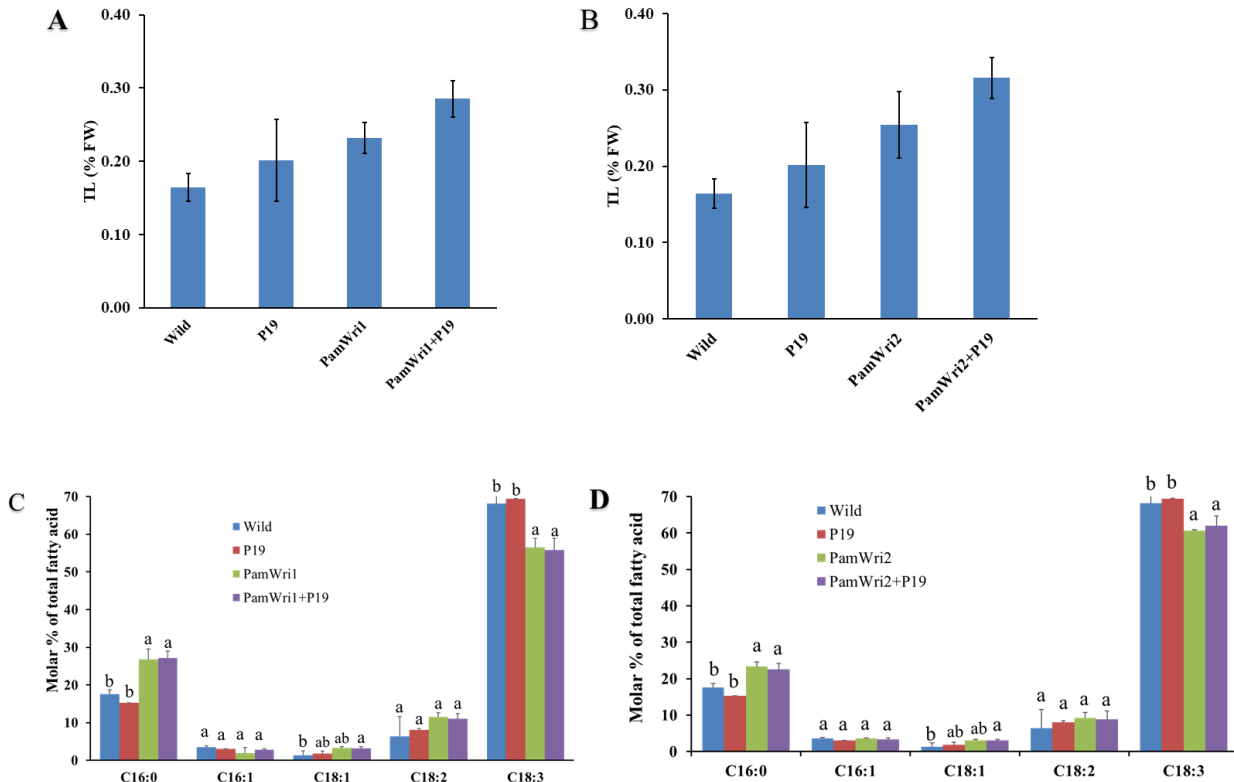 A
TL (% FW)
0.30
0.20
0.10
0.00
Wild
P19
PamWri1
PamWri1+P19
B
TL (% FW)
0.40
0.30
0.20
0.10
0.00
Wild
P19
PamWri2
PamWri2+P19
C
Molar % of total fatty acid
70
60
50
40
30
20
10
0
Wild
P19
PamWri1
PamWri1+P19
b b a a
a a a a
b ab ab a
a a a a
b b a a
C16:0 C16:1 C18:1 C18:2 C18:3
D
Molar % of total fatty acid
70
60
50
40
30
20
10
0
Wild
P19
PamWri2
PamWri2+P19
b b a a
a a a a
b ab ab a
a a a a
b b a a
C16:0 C16:1 C18:1 C18:2 C18:3